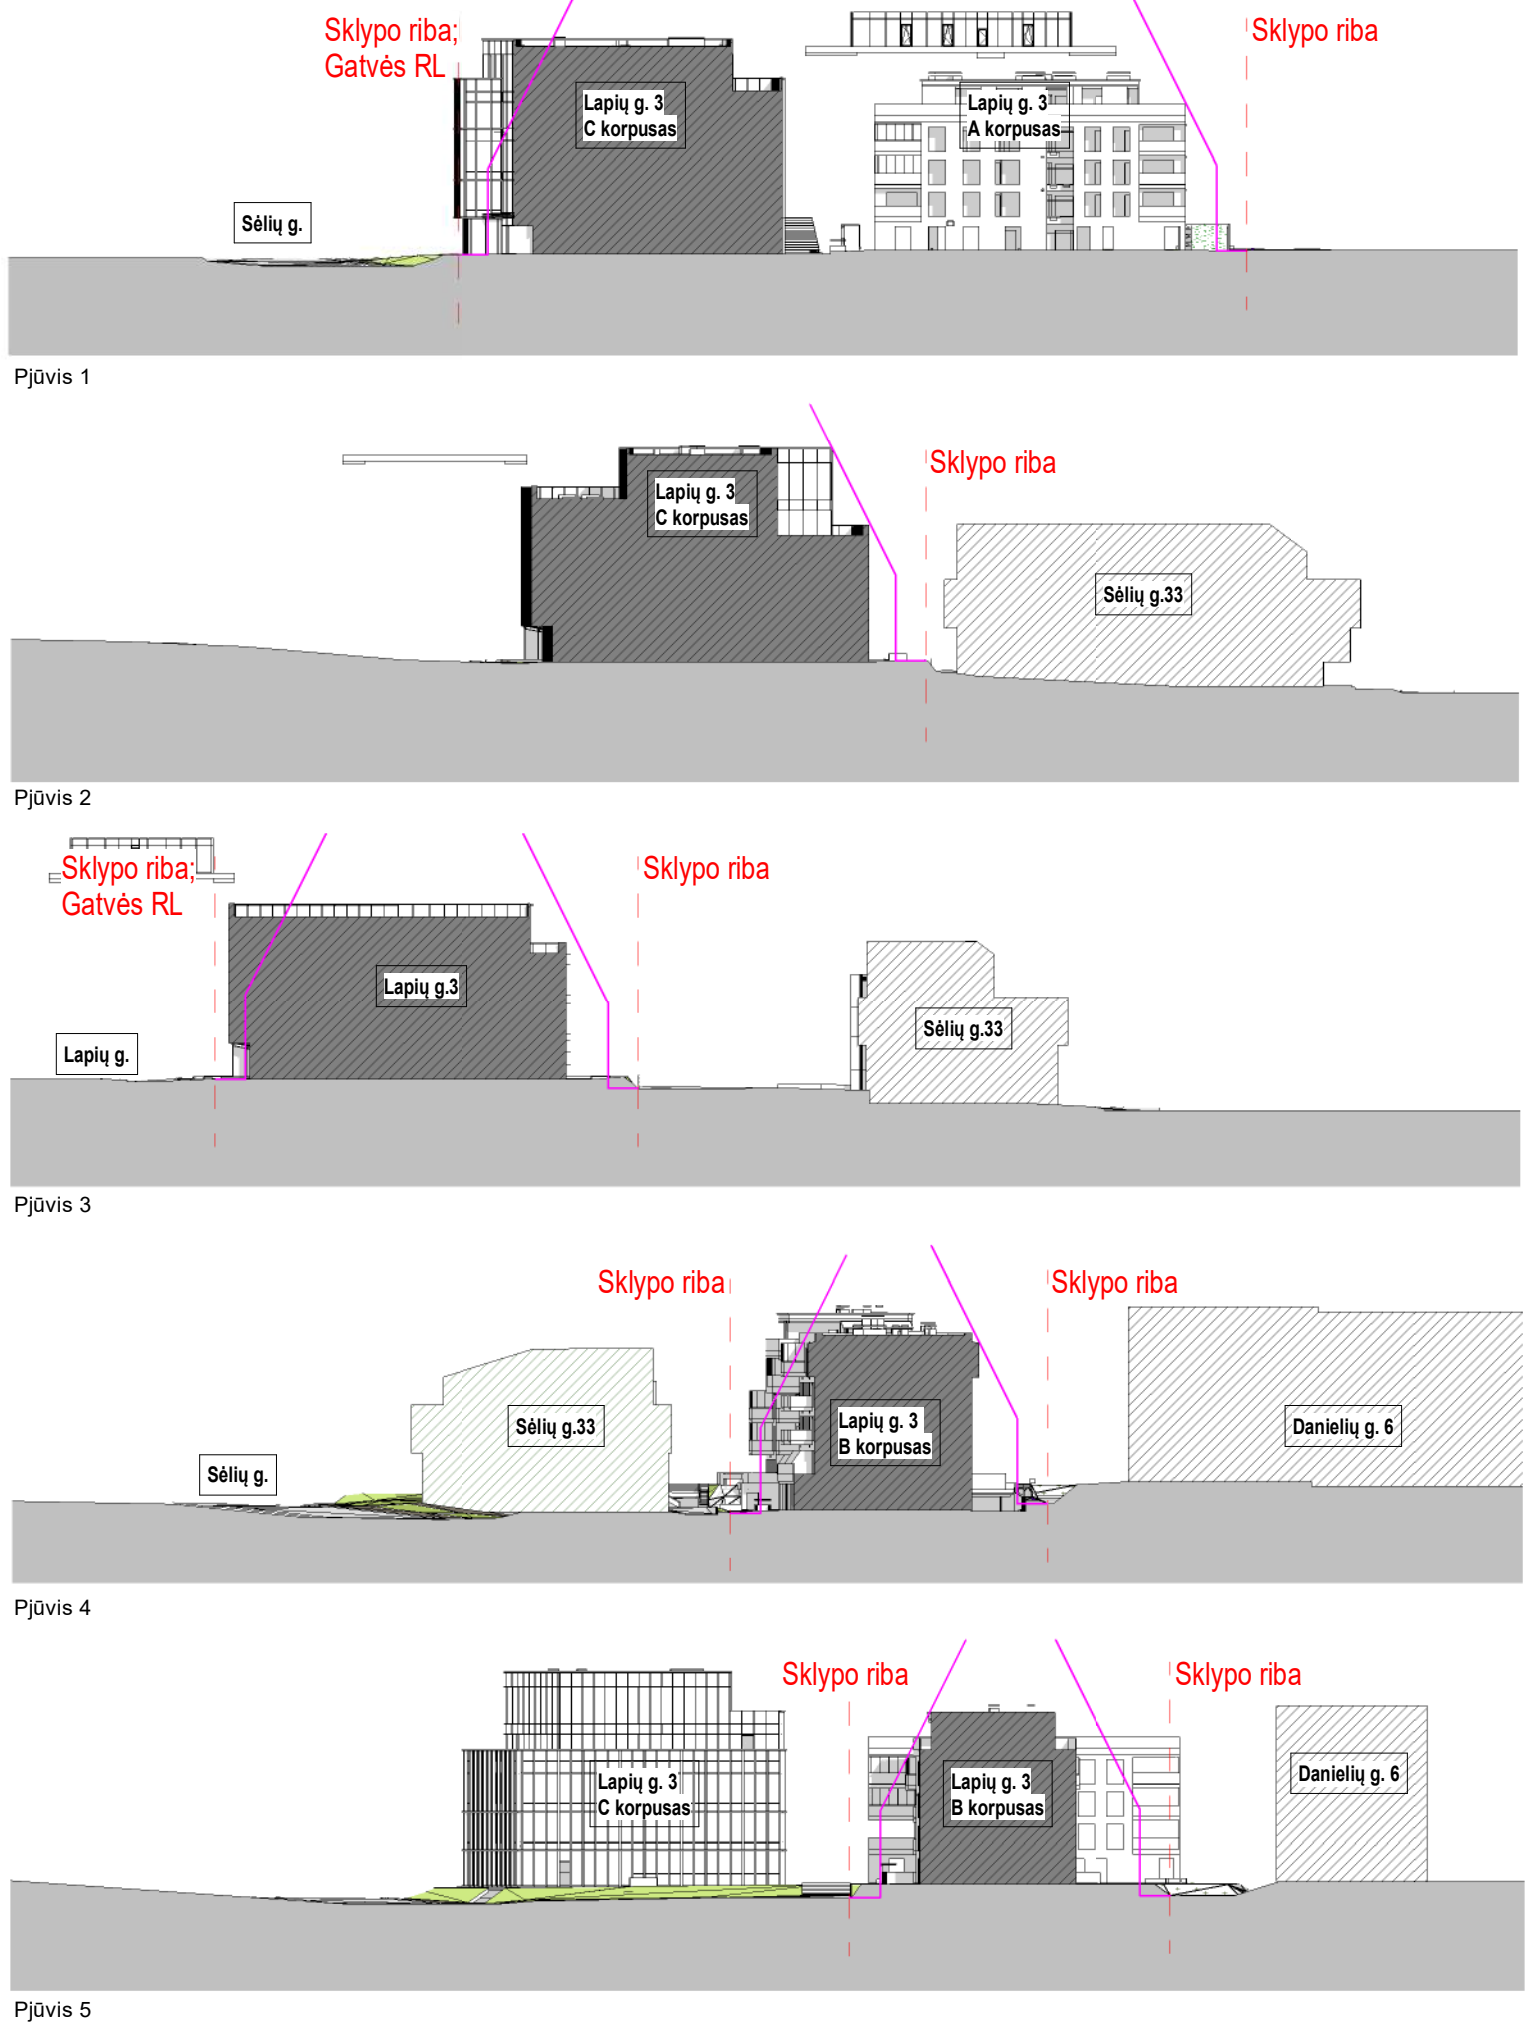 Sklypo riba;
Gatvės RL
Sklypo riba
Lapių g. 3
C korpusas
Lapių g. 3
A korpusas
Sėlių g.
Pjūvis 1
Sklypo riba
Lapių g. 3
C korpusas
Sėlių g.33
Pjūvis 2
Sklypo riba;
Gatvės RL
Sklypo riba
Lapių g.3
Sėlių g.33
Lapių g.
Pjūvis 3
Sklypo riba
Sklypo riba
Sėlių g.33
Lapių g. 3
B korpusas
Danielių g. 6
Sėlių g.
Pjūvis 4
Sklypo riba
Sklypo riba
Lapių g. 3
C korpusas
Lapių g. 3
B korpusas
Danielių g. 6
Pjūvis 5